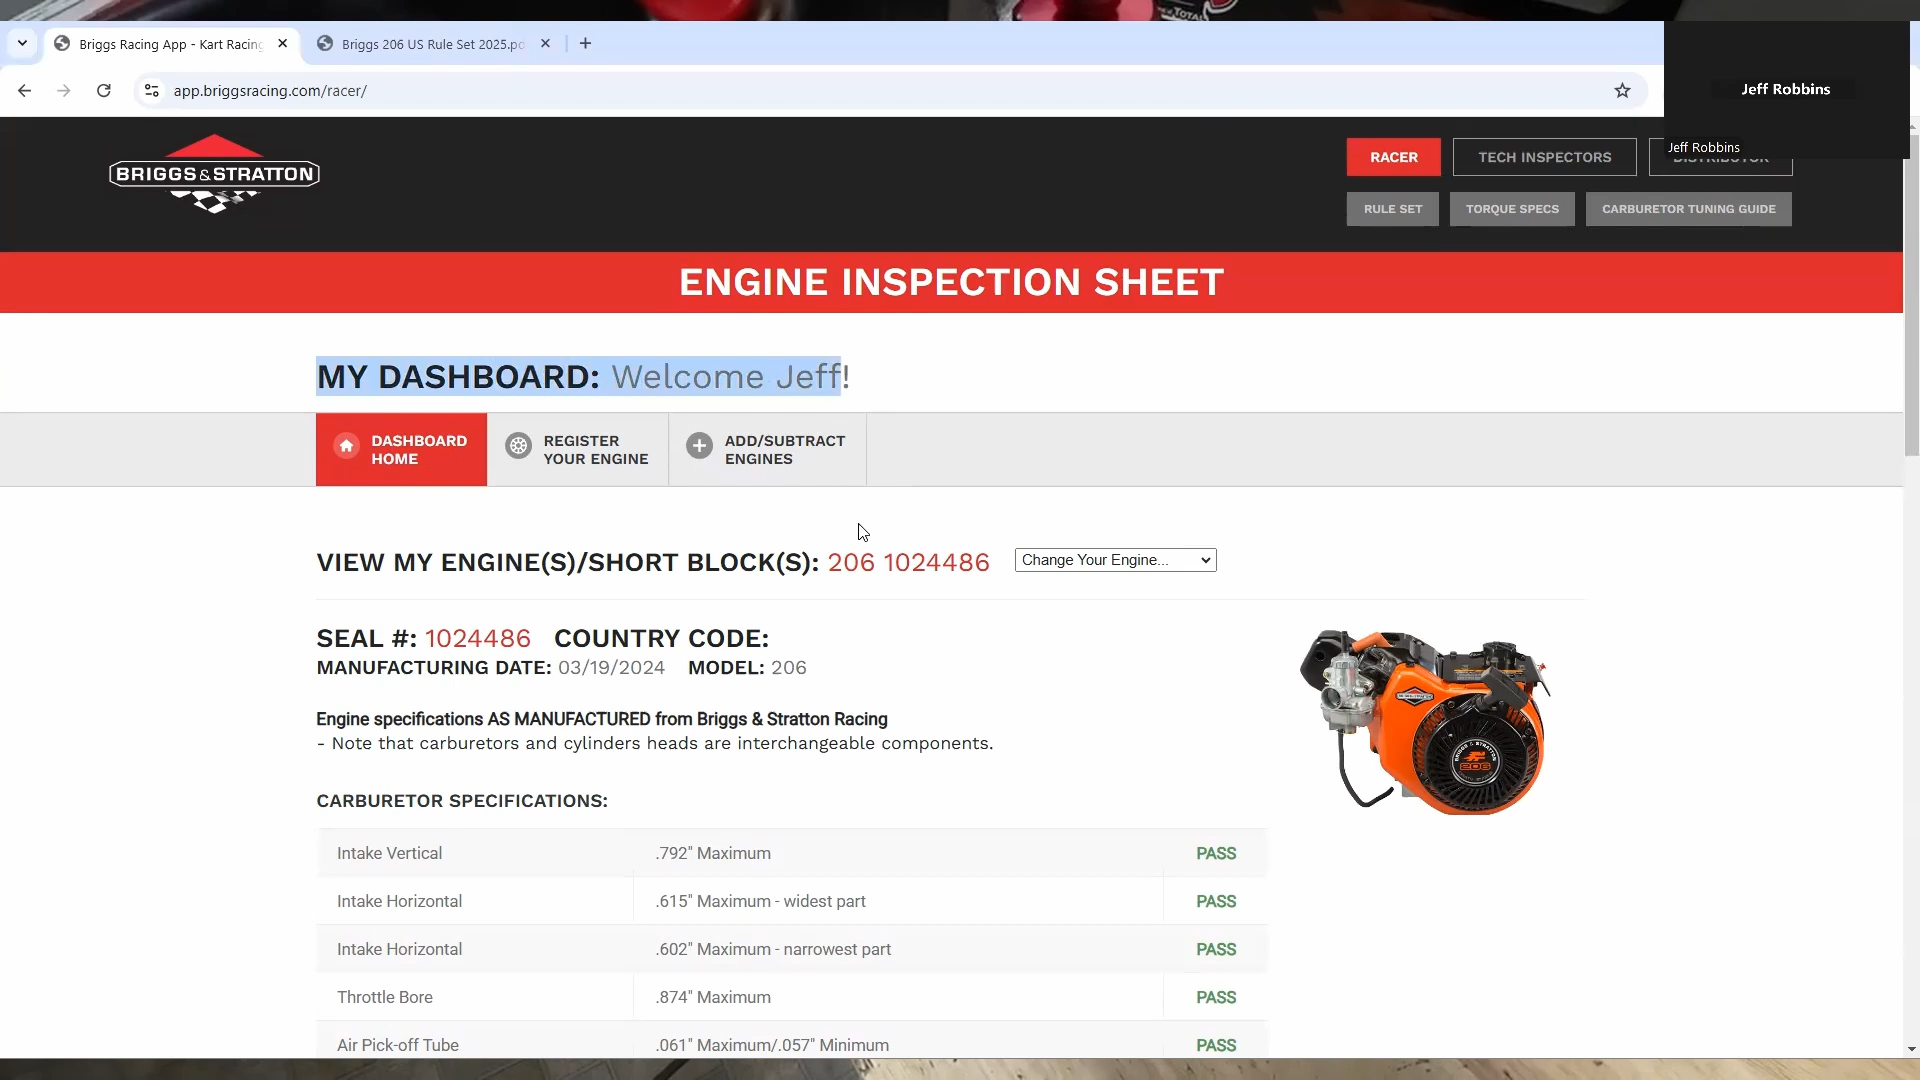 TOTAL
Briggs Racing App - Kart Racing
Briggs 206 US Rule Set 2025.pd
app.briggsracing.com/racer/
Jeff Robbins
Jeff Robbins
BRIGGS & STRATTON
RACER
TECH INSPECTORS
DISTRIBUTOR
RULE SET
TORQUE SPECS
CARBURETOR TUNING GUIDE
ENGINE INSPECTION SHEET
MY DASHBOARD: Welcome Jeff!
DASHBOARD
HOME
REGISTER
YOUR ENGINE
ADD/SUBTRACT
ENGINES
VIEW MY ENGINE(S)/SHORT BLOCK(S): 206 1024486
Change Your Engine...
SEAL #: 1024486 COUNTRY CODE:
MANUFACTURING DATE: 03/19/2024 MODEL: 206
Engine specifications AS MANUFACTURED from Briggs & Stratton Racing
- Note that carburetors and cylinders heads are interchangeable components.
CARBURETOR SPECIFICATIONS:
Intake Vertical .792" Maximum PASS
Intake Horizontal .615" Maximum - widest part PASS
Intake Horizontal .602" Maximum - narrowest part PASS
Throttle Bore .874" Maximum PASS
Air Pick-off Tube .061" Maximum/.057" Minimum PASS
206